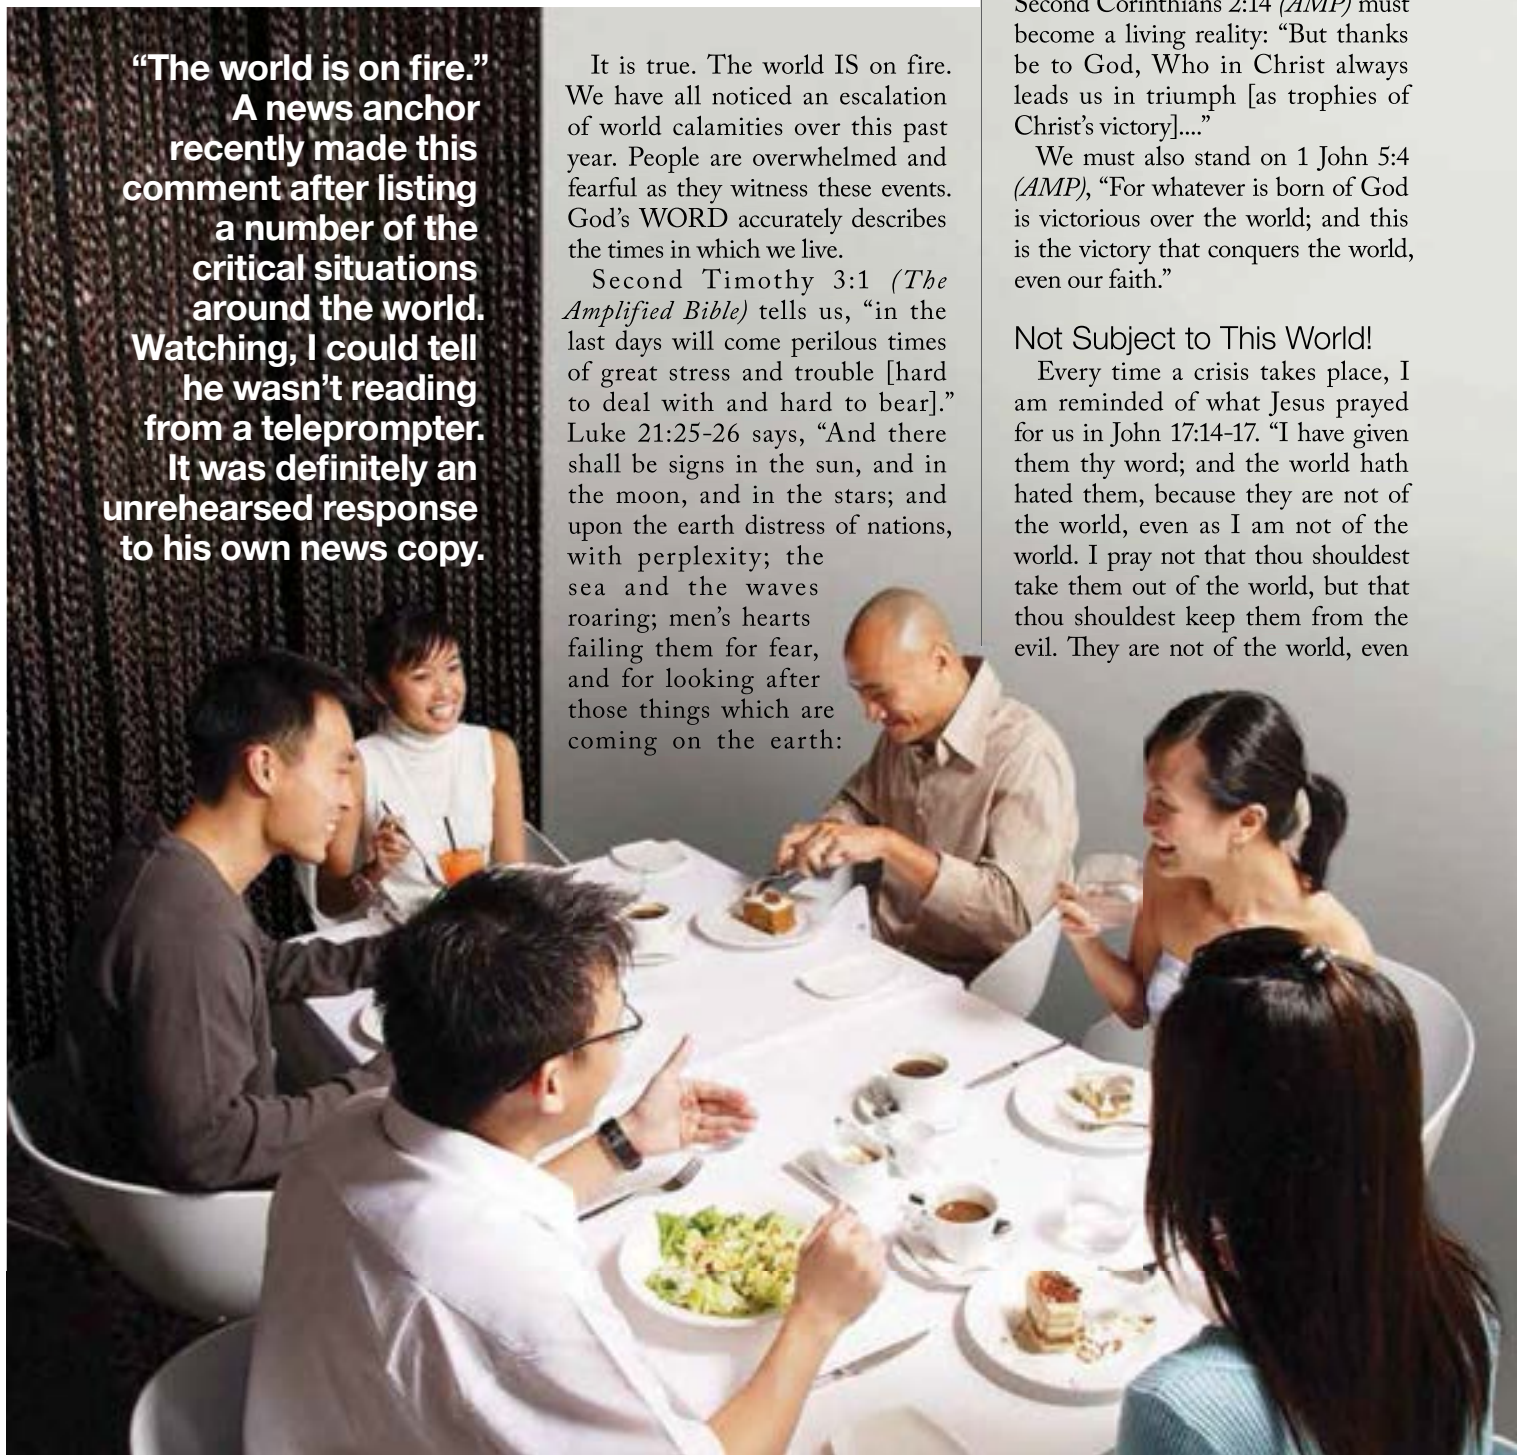 “The world is on fire.”
A news anchor
recently made this
comment after listing
a number of the
critical situations
around the world.
Watching, I could tell
he wasn’t reading
from a teleprompter.
It was definitely an
unrehearsed response
to his own news copy.
It is true. The world IS on fire.
We have all noticed an escalation
of world calamities over this past
year. People are overwhelmed and
fearful as they witness these events.
God’s WORD accurately describes
the times in which we live.
Second Timothy 3:1 (The
Amplified Bible) tells us, “in the
last days will come perilous times
of great stress and trouble [hard
to deal with and hard to bear].”
Luke 21:25-26 says, “And there
shall be signs in the sun, and in
the moon, and in the stars; and
upon the earth distress of nations,
with perplexity; the
sea and the waves
roaring; men’s hearts
failing them for fear,
and for looking after
those things which are
coming on the earth:
Second Corinthians 2:14 (AMP) must
become a living reality: “But thanks
be to God, Who in Christ always
leads us in triumph [as trophies of
Christ’s victory]....”
We must also stand on 1 John 5:4
(AMP), “For whatever is born of God
is victorious over the world; and this
is the victory that conquers the world,
even our faith.”
Not Subject to This World!
Every time a crisis takes place, I
am reminded of what Jesus prayed
for us in John 17:14-17. “I have given
them thy word; and the world hath
hated them, because they are not of
the world, even as I am not of the
world. I pray not that thou shouldest
take them out of the world, but that
thou shouldest keep them from the
evil. They are not of the world, even